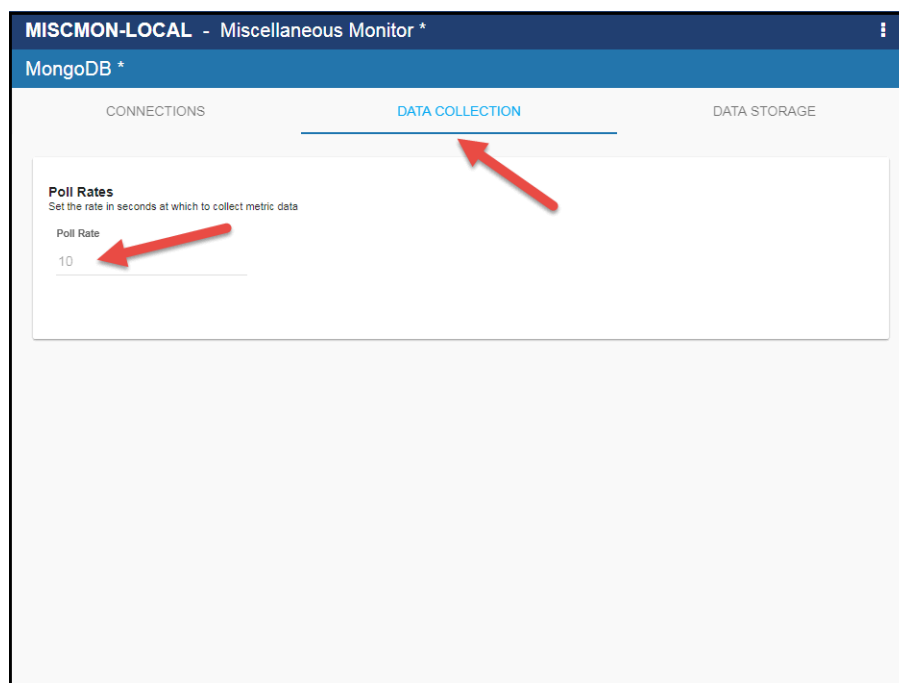 MISCMON-LOCAL - Miscellaneous Monitor *
MongoDB *
CONNECTIONS DATA COLLECTION DATA STORAGE
Poll Rates
Set the rate in seconds at which to collect metric data
Poll Rate
10